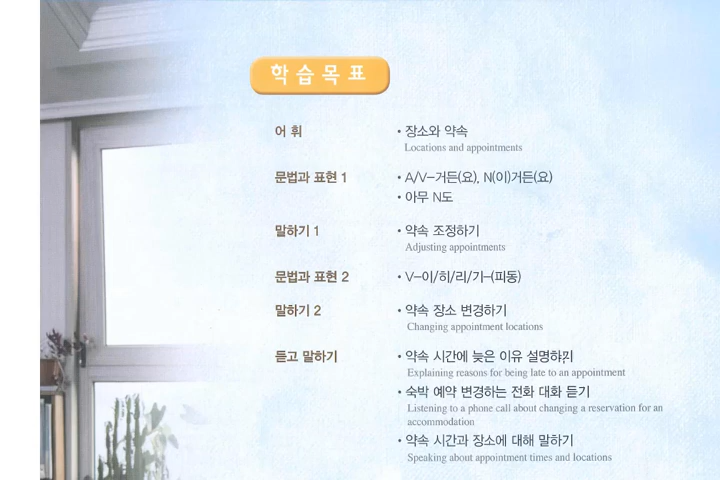 학습목표
어휘
• 장소와 약속
Locations and appointments
문법과 표현 1
• A/V-거든(요), N(이)거든(요)
• 아무 N도
말하기 1
• 약속 조정하기
Adjusting appointments
문법과 표현 2
• V-이/히/리/기-(피동)
말하기 2
• 약속 장소 변경하기
Changing appointment locations
듣고 말하기
• 약속 시간에 늦은 이유 설명하기
Explaining reasons for being late to an appointment
• 숙박 예약 변경하는 전화 대화 듣기
Listening to a phone call about changing a reservation for an
accommodation
• 약속 시간과 장소에 대해 말하기
Speaking about appointment times and locations